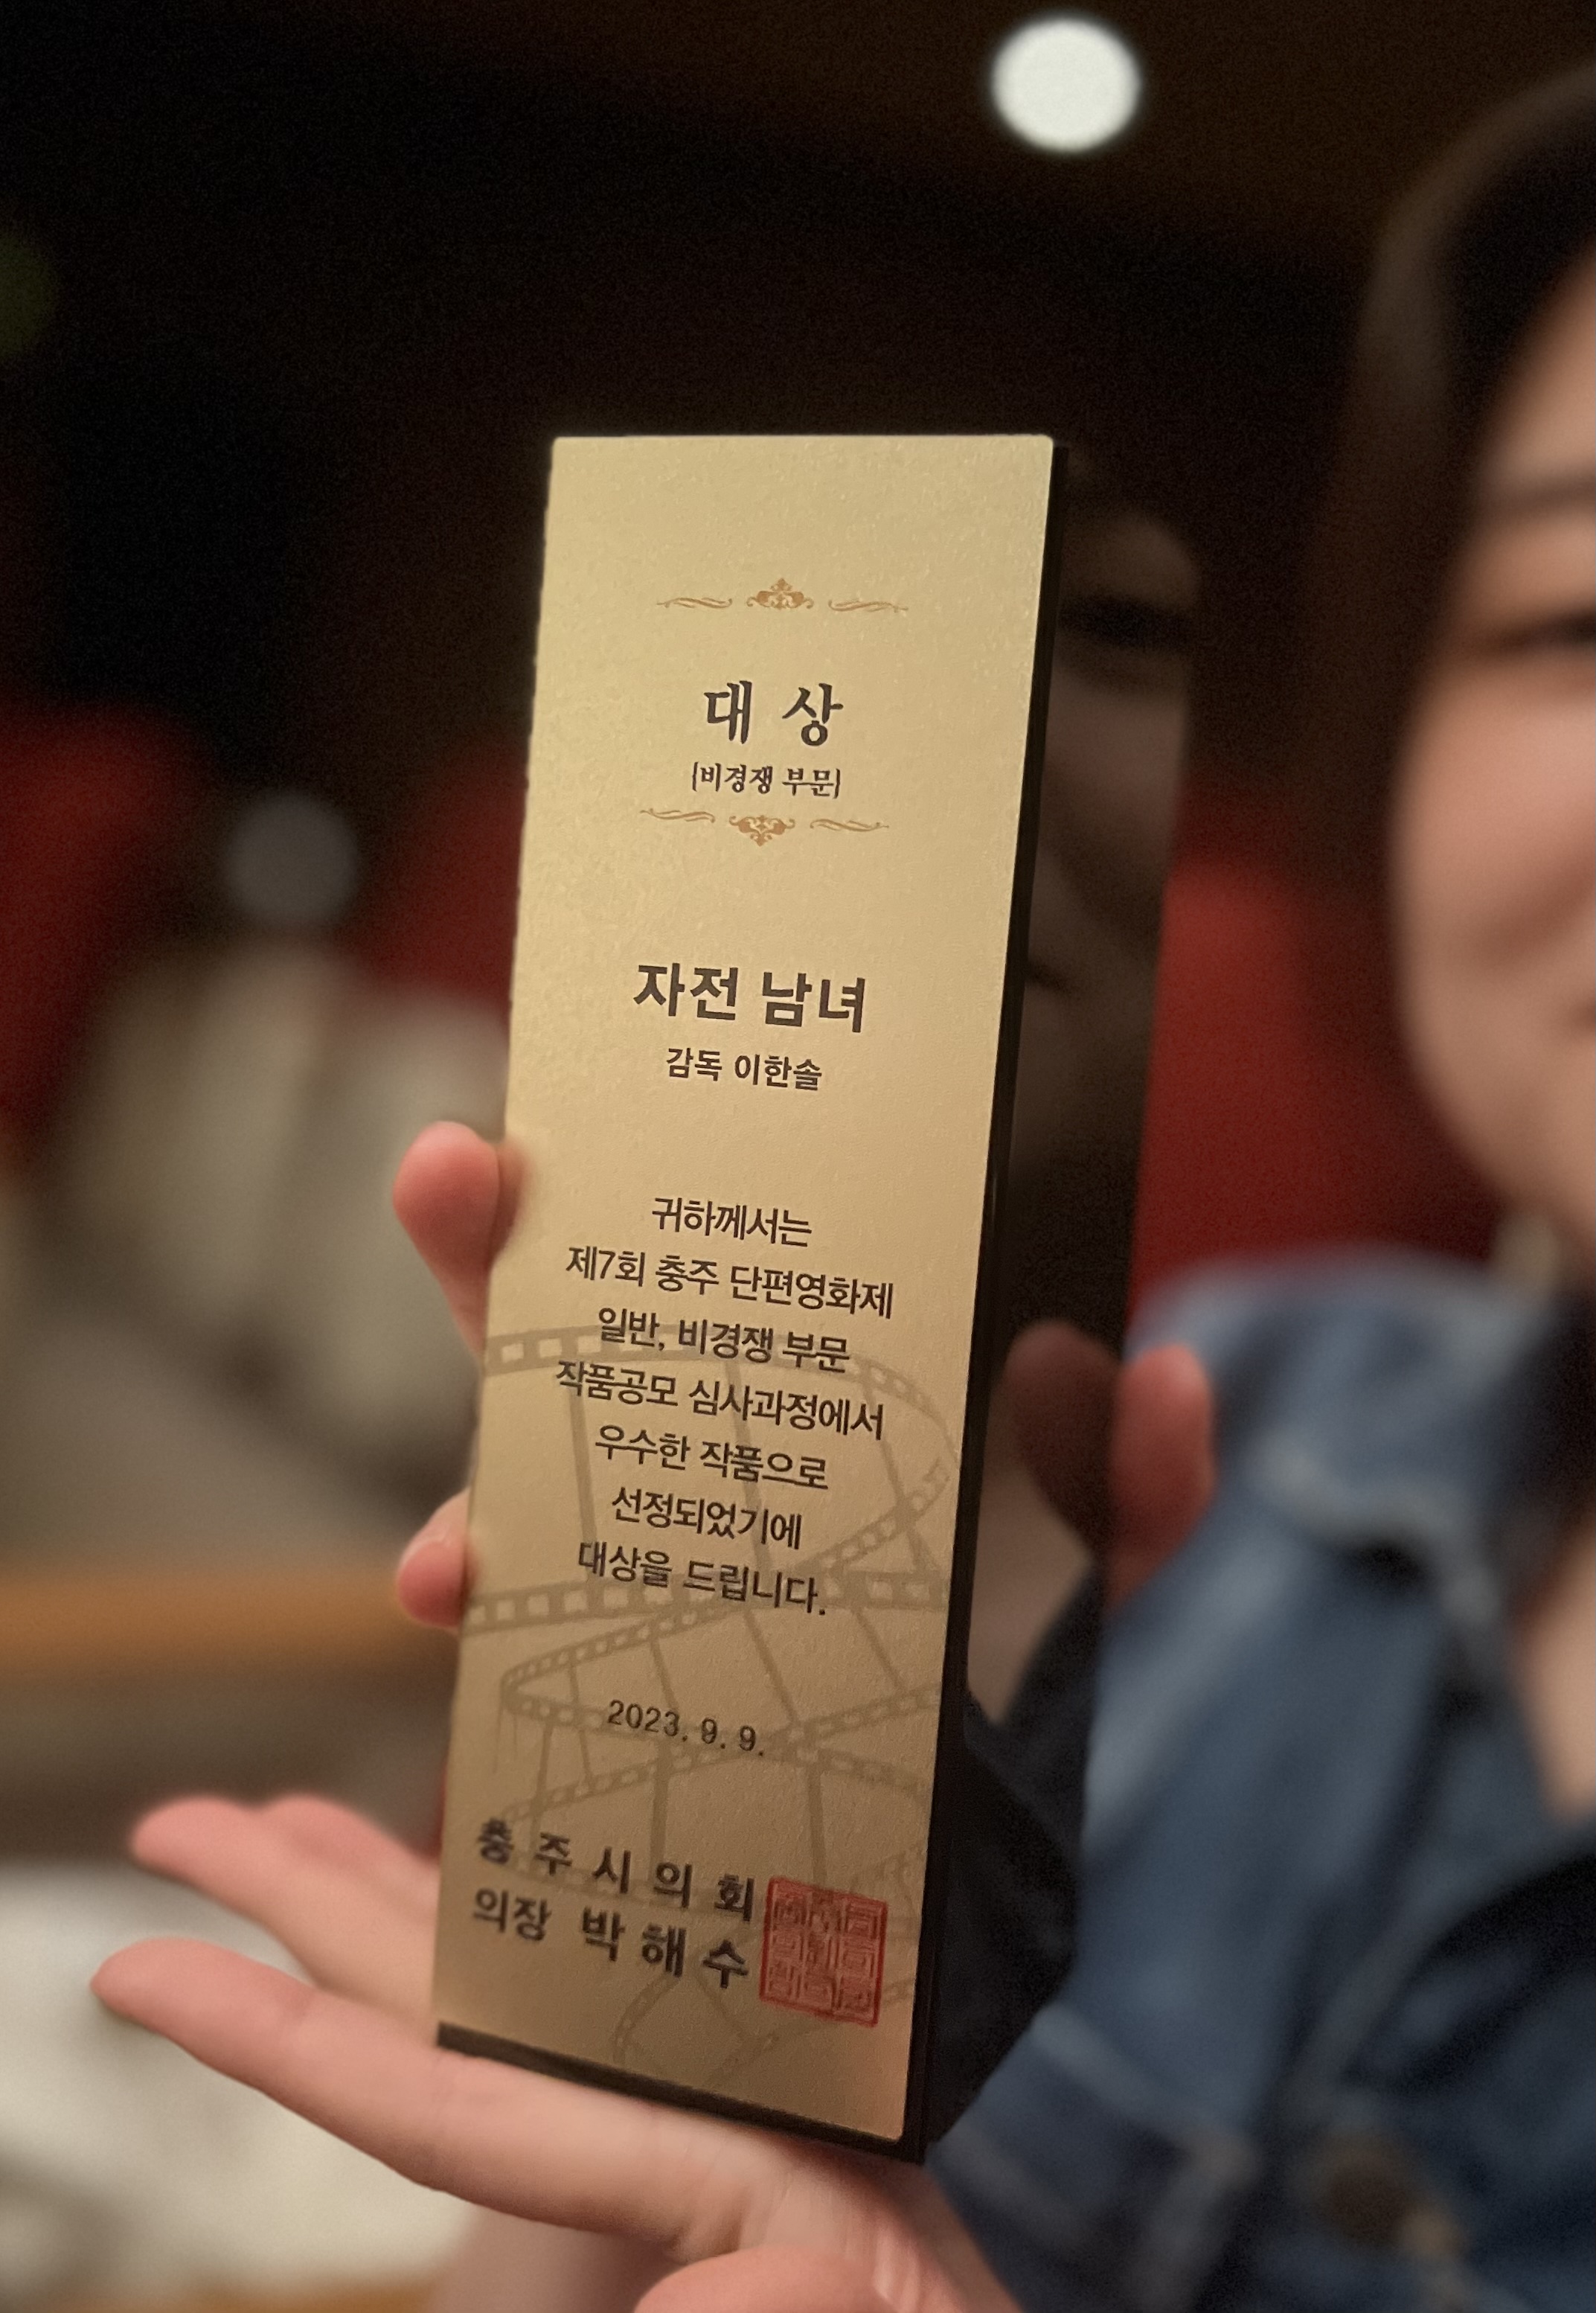 대 상
[비경쟁 부문]
자전 남녀
감독 이한솔
귀하께서는
제7회 충주 단편영화제
일반, 비경쟁 부문
작품공모 심사과정에서
우수한 작품으로
선정되었기에
대상을 드립니다.
2023. 9. 9.
충 주 시 의 회
의장 박 해 수